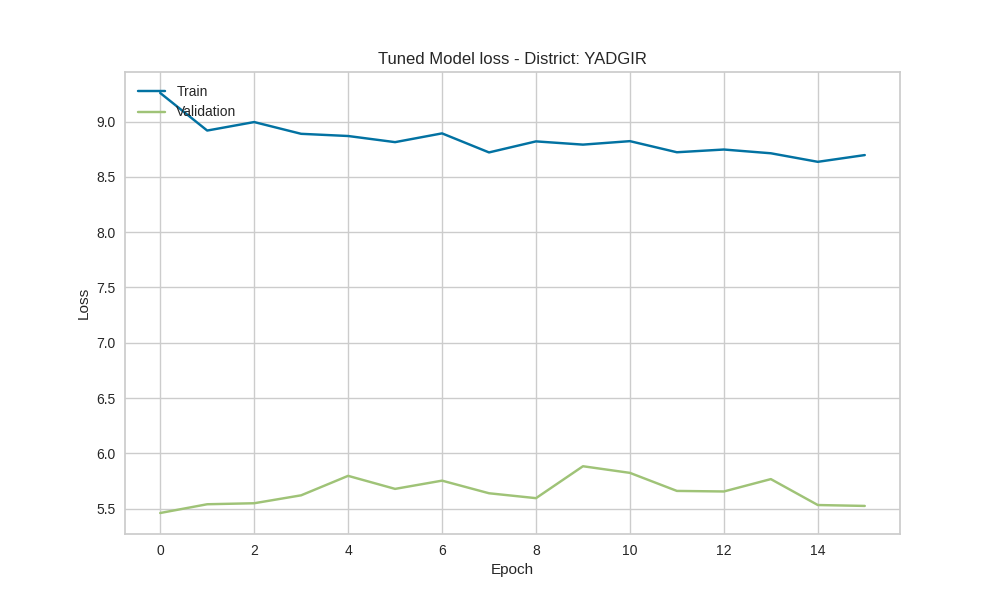 Tuned Model loss - District: YADGIR
Train
Validation
9.0
8.5
8.0
7.5
7.0
6.5
6.0
5.5
Loss
0 2 4 6 8 10 12 14
Epoch